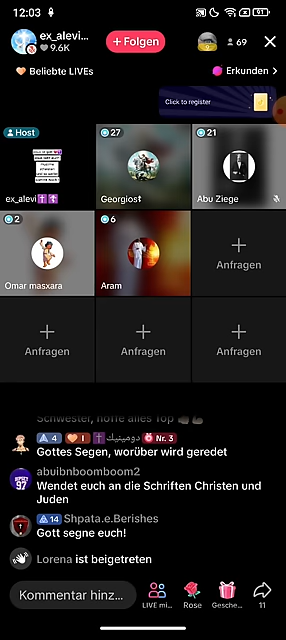 12:03
91
ex_alevi...
9.6K
+ Folgen
69
Beliebte LIVEs
Erkunden >
Click to register
Host
ex_alevi✝️✝️
27
Georgios✝
21
Abu Ziege
2
Omar masxara
6
Aram
Anfragen
Anfragen
Anfragen
Anfragen
Schwester, hoffe alles Top
4 I دومينيك Nr. 3
Gottes Segen, worüber wird geredet
abuibnboomboom2
Wendet euch an die Schriften Christen und
Juden
14 Shpata.e.Berishes
Gott segne euch!
Lorena ist beigetreten
Kommentar hinz...
LIVE mi...
Rose
Gesche...
11